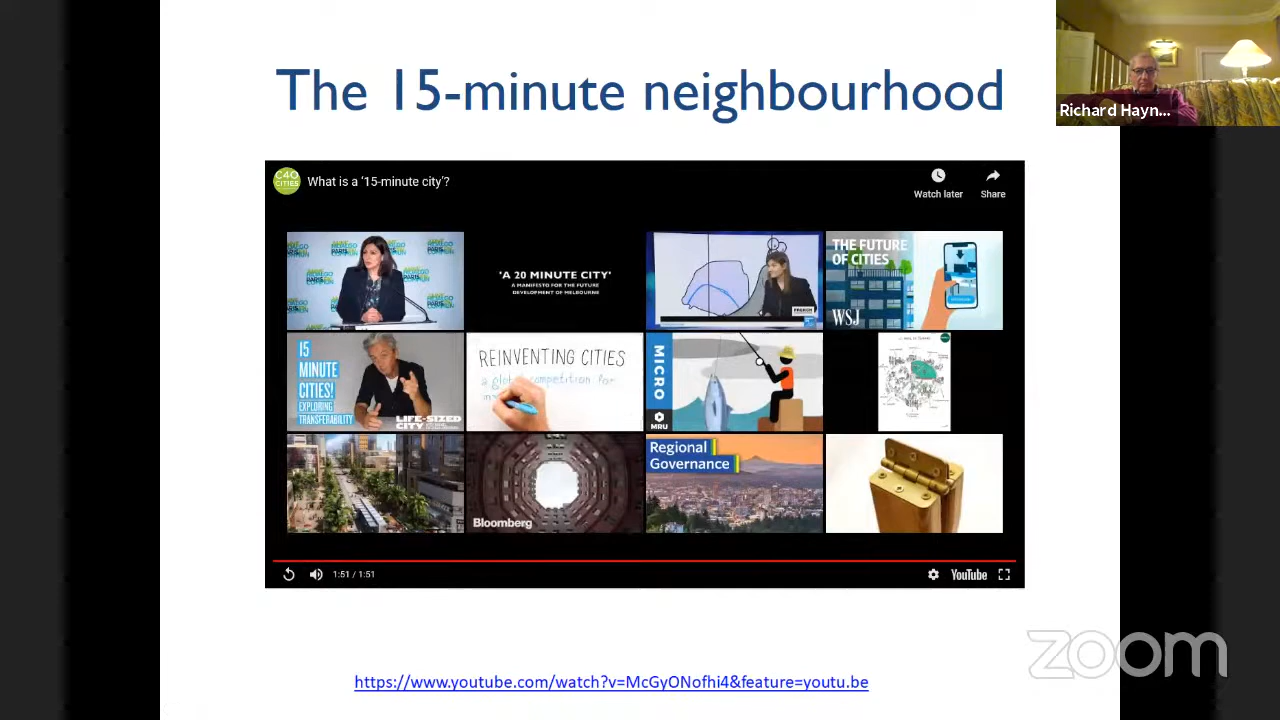 The 15-minute neighbourhood
Richard Hayn...
C40
CITIES
What is a '15-minute city'?
Watch later
Share
'A 20 MINUTE CITY'
A MANIFESTO FOR THE FUTURE
DEVELOPMENT OF MELBOURNE
THE FUTURE
OF CITIES
WSJ
15
MINUTE
CITIES!
EXPLORING
TRANSFERABILITY
LIFE-SIZED
CITY
REINVENTING CITIES
a global competition for
MICRO
MRU
Bloomberg
Regional
Governance
1:51 / 1:51
YouTube
zoom
https://www.youtube.com/watch?v=McGyONofhi4&feature=youtu.be